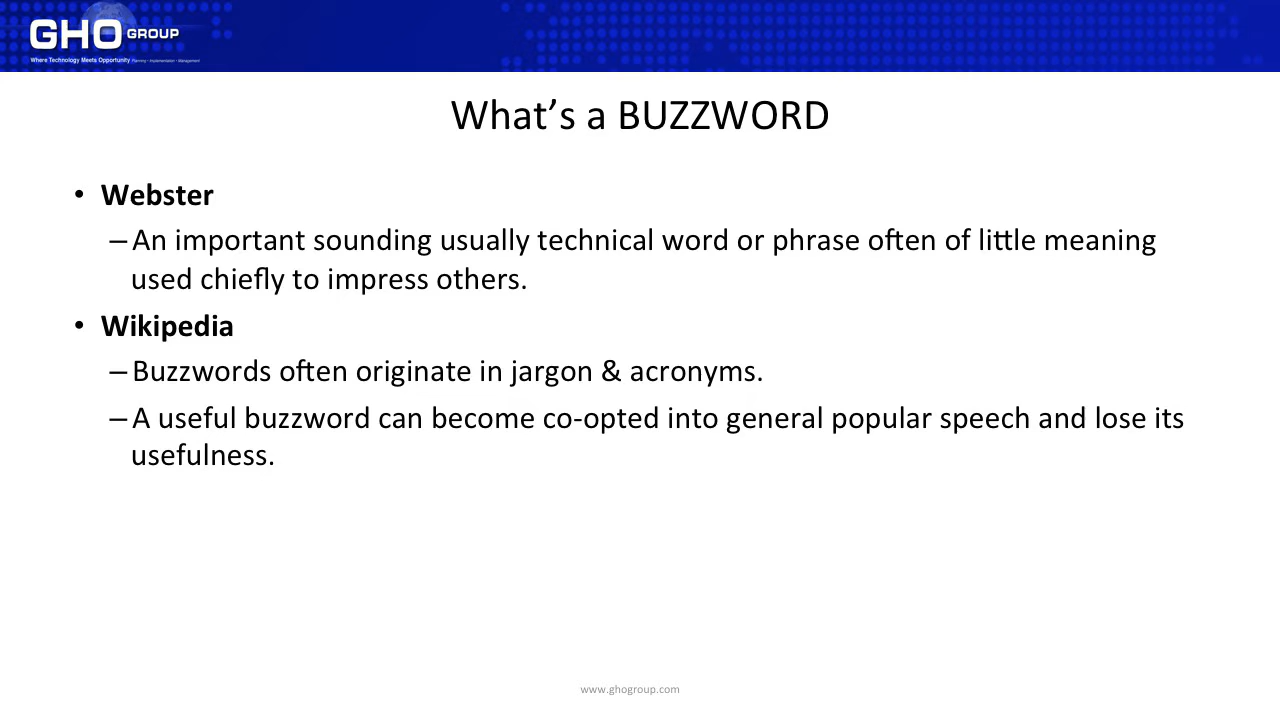 GHO GROUP
Where Technology Meets Opportunity Planning • Implementation • Management
What’s a BUZZWORD
• Webster
– An important sounding usually technical word or phrase often of little meaning
used chiefly to impress others.
• Wikipedia
– Buzzwords often originate in jargon & acronyms.
– A useful buzzword can become co-opted into general popular speech and lose its
usefulness.
www.ghogroup.com